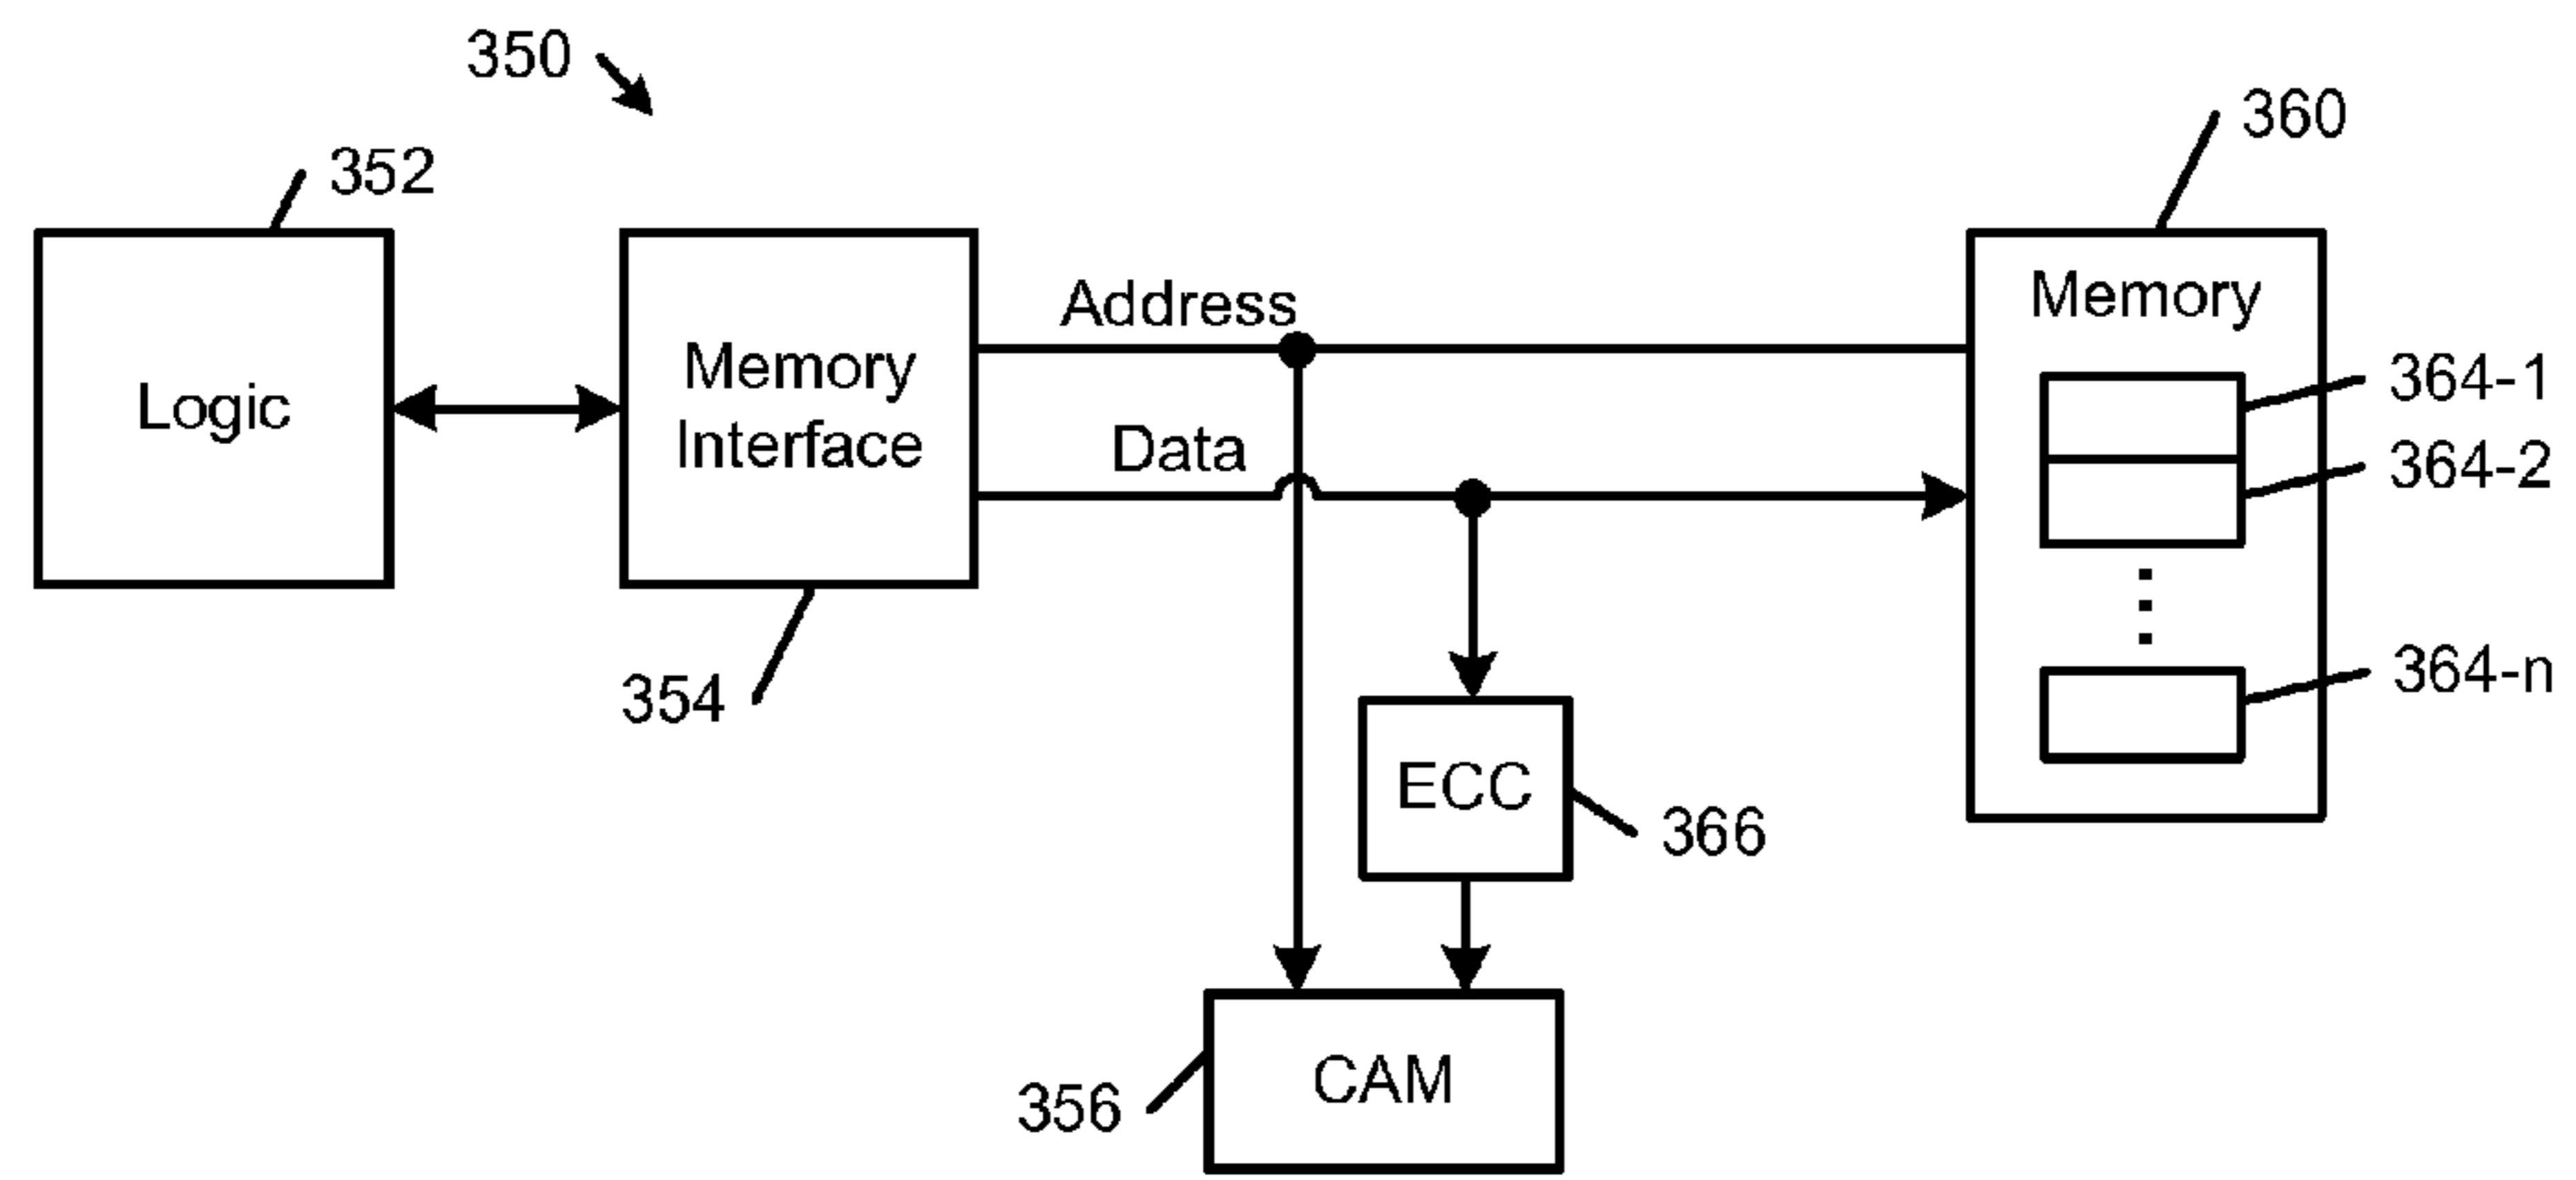 350
360
352
Address
Memory
Memory
Interface
Logic
364-1
Data
364-2
364-n
354
ECC
366
CAM
356